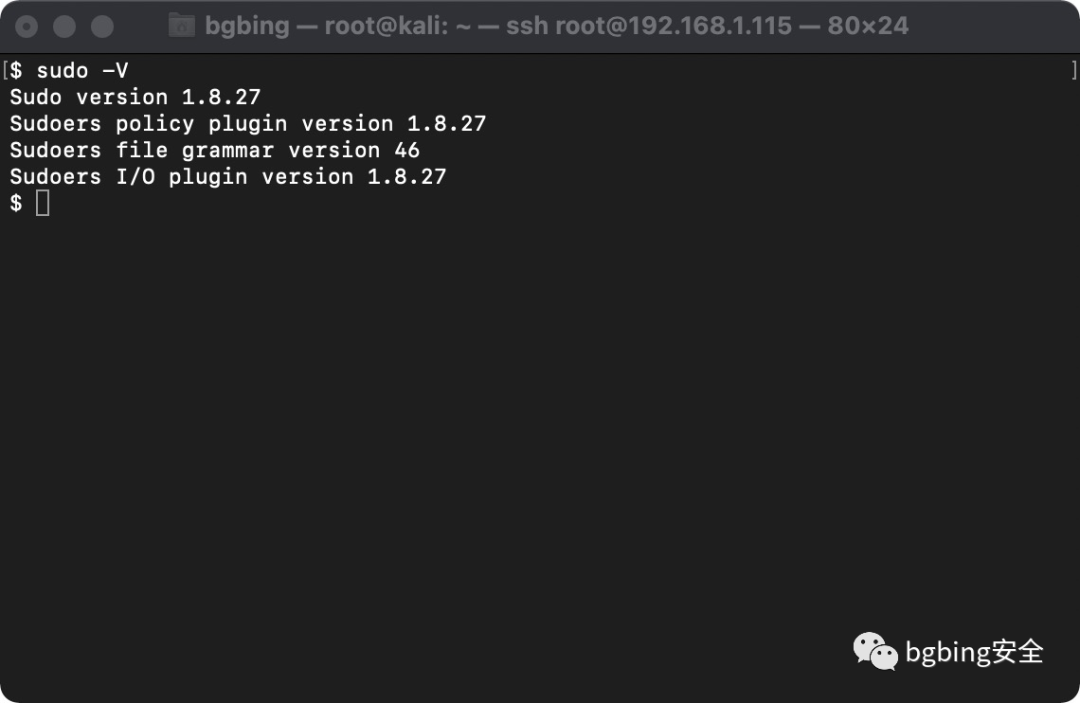 bgbing — root@kali: ~ — ssh root@192.168.1.115 — 80×24
[$ sudo -V ]
Sudo version 1.8.27
Sudoers policy plugin version 1.8.27
Sudoers file grammar version 46
Sudoers I/O plugin version 1.8.27
$
bgbing安全